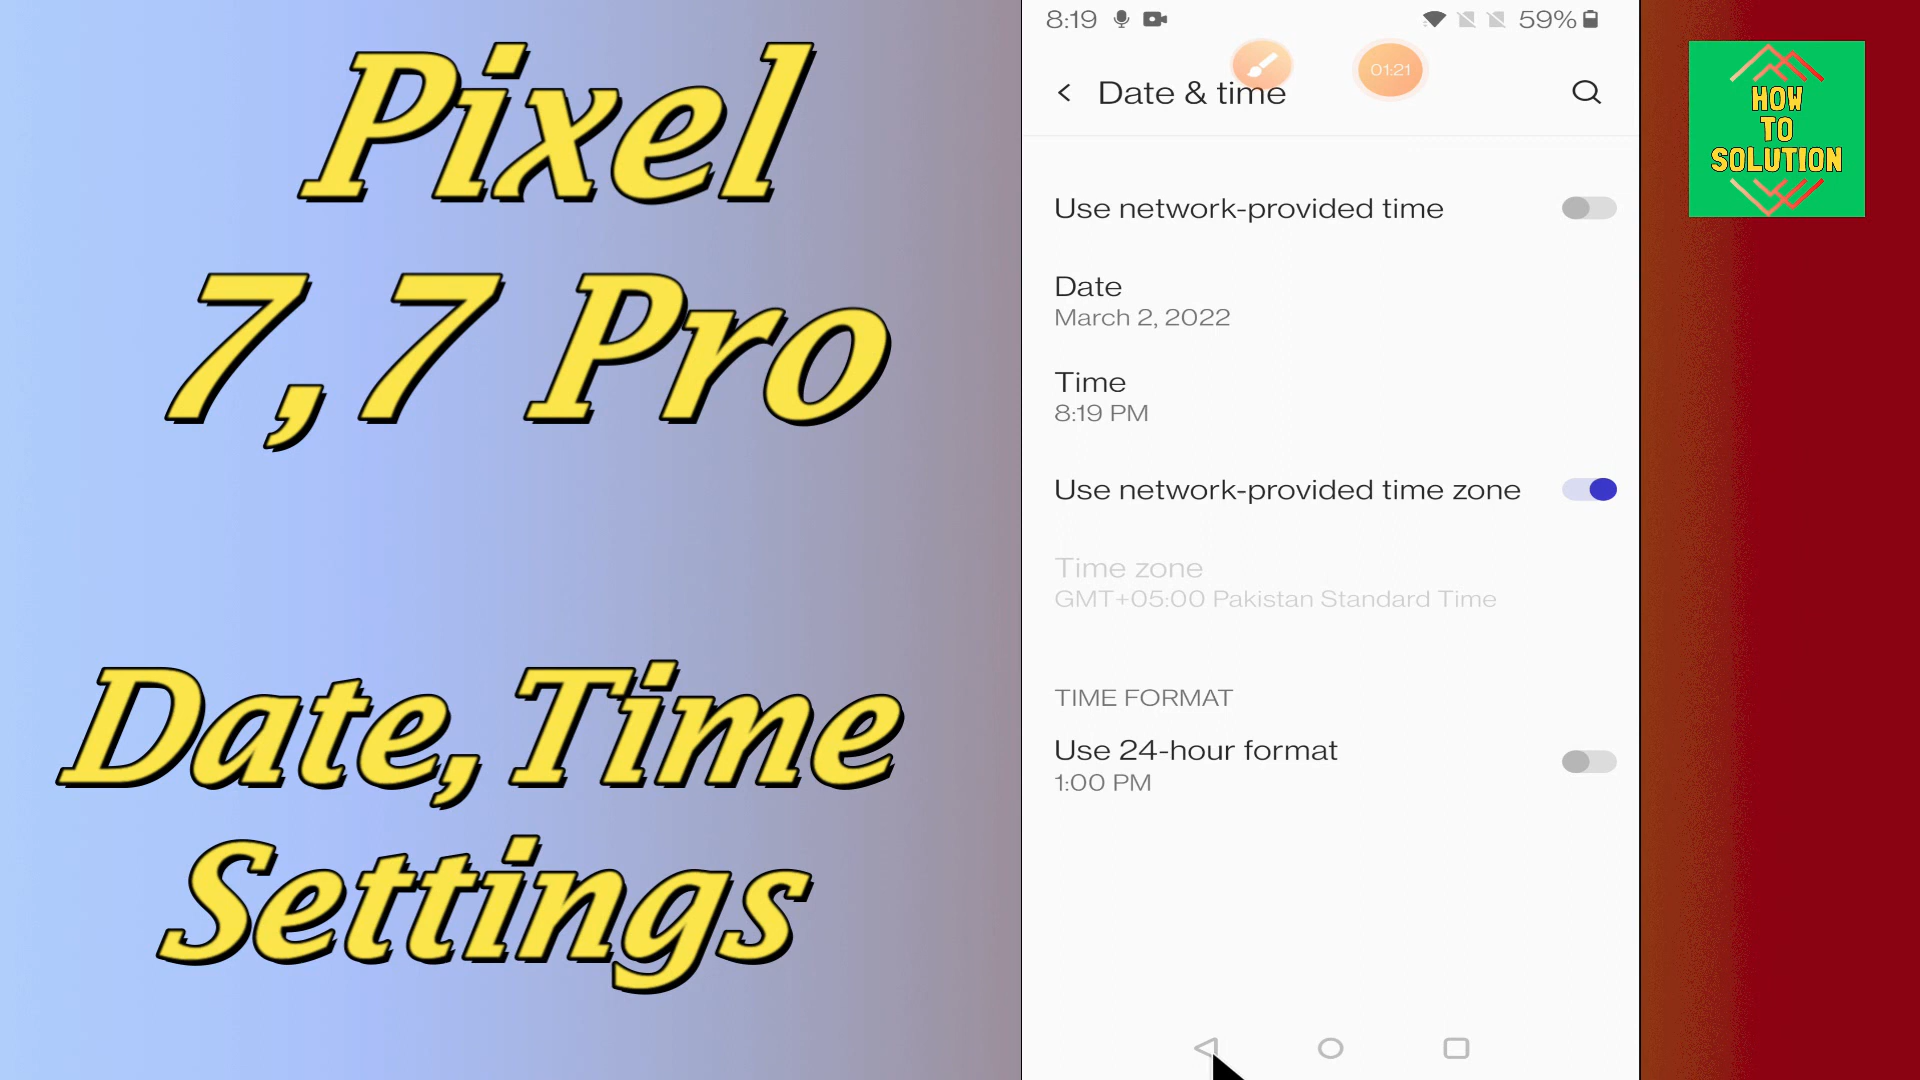 Pixel
7,7 Pro
Date,Time
Settings
8:19
59%
01:21
Date & time
Use network-provided time
Date
March 2, 2022
Time
8:19 PM
Use network-provided time zone
Time zone
GMT+05:00 Pakistan Standard Time
TIME FORMAT
Use 24-hour format
1:00 PM
HOW
TO
SOLUTION